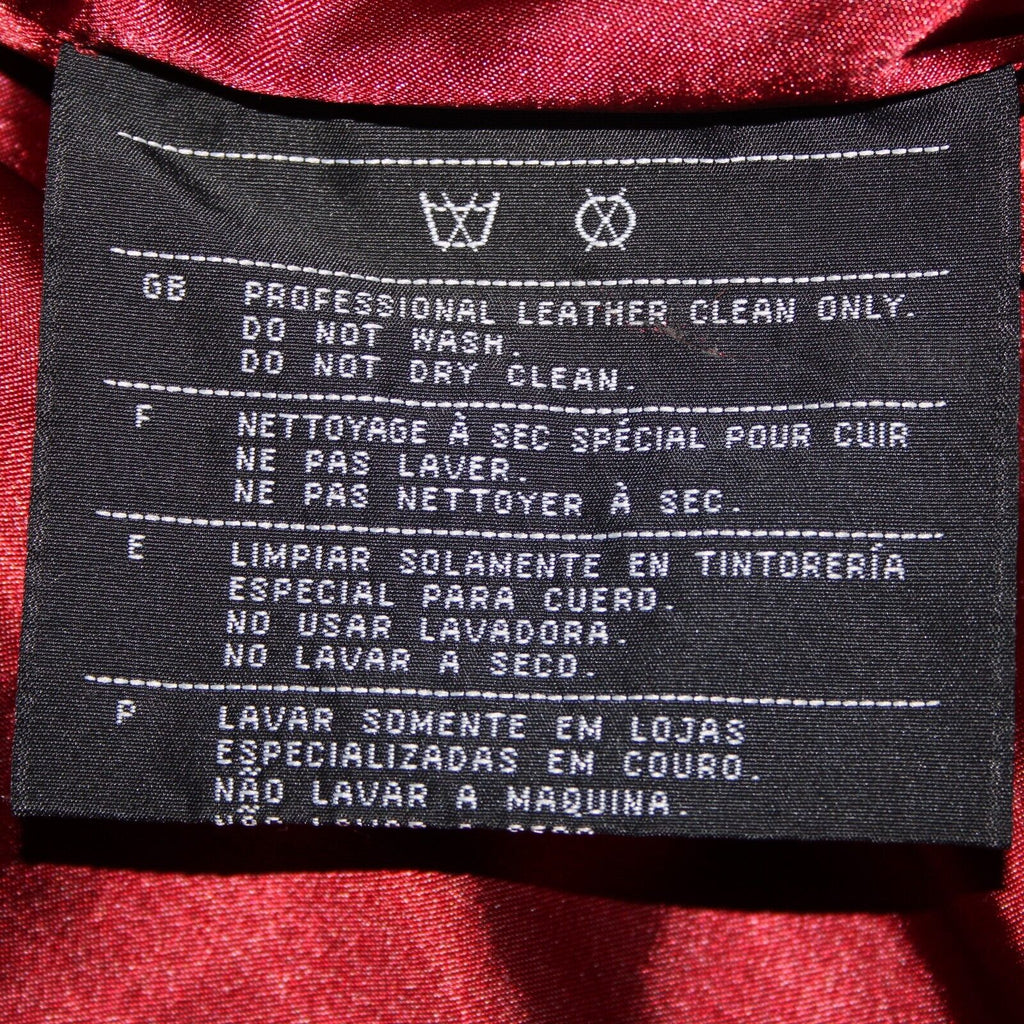 GB PROFESSIONAL LEATHER CLEAN ONLY.
DO NOT WASH.
DO NOT DRY CLEAN.
F NETTOYAGE À SEC SPÉCIAL POUR CUIR
NE PAS LAVER.
NE PAS NETTOYER À SEC.
E LIMPIAR SOLAMENTE EN TINTORERÍA
ESPECIAL PARA CUERO.
NO USAR LAVADORA.
NO LAVAR A SECO.
P LAVAR SOMENTE EM LOJAS
ESPECIALIZADAS EM COURO.
NÃO LAVAR A MAQUINA.